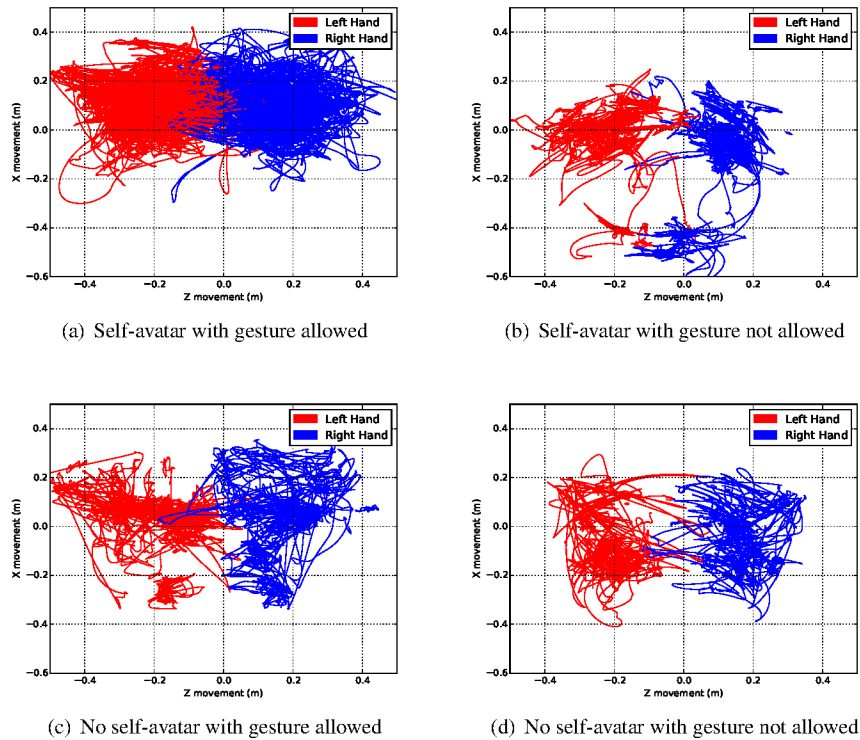 Left Hand
Right Hand
0.4
0.2
0.0
−0.2
−0.4
−0.6
X movement (m)
−0.4 −0.2 0.0 0.2 0.4
Z movement (m)
(a) Self-avatar with gesture allowed
Left Hand
Right Hand
0.4
0.2
0.0
−0.2
−0.4
−0.6
X movement (m)
−0.4 −0.2 0.0 0.2 0.4
Z movement (m)
(b) Self-avatar with gesture not allowed
Left Hand
Right Hand
0.4
0.2
0.0
−0.2
−0.4
−0.6
X movement (m)
−0.4 −0.2 0.0 0.2 0.4
Z movement (m)
(c) No self-avatar with gesture allowed
Left Hand
Right Hand
0.4
0.2
0.0
−0.2
−0.4
−0.6
X movement (m)
−0.4 −0.2 0.0 0.2 0.4
Z movement (m)
(d) No self-avatar with gesture not allowed